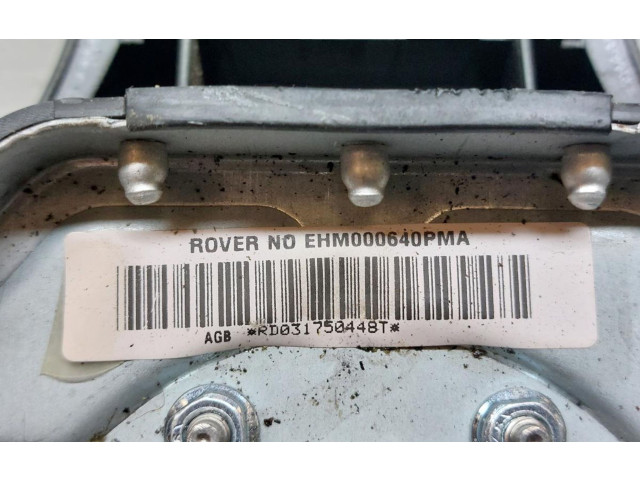 ROVER NO EHM000640PMA
AGB *RD031750448T*